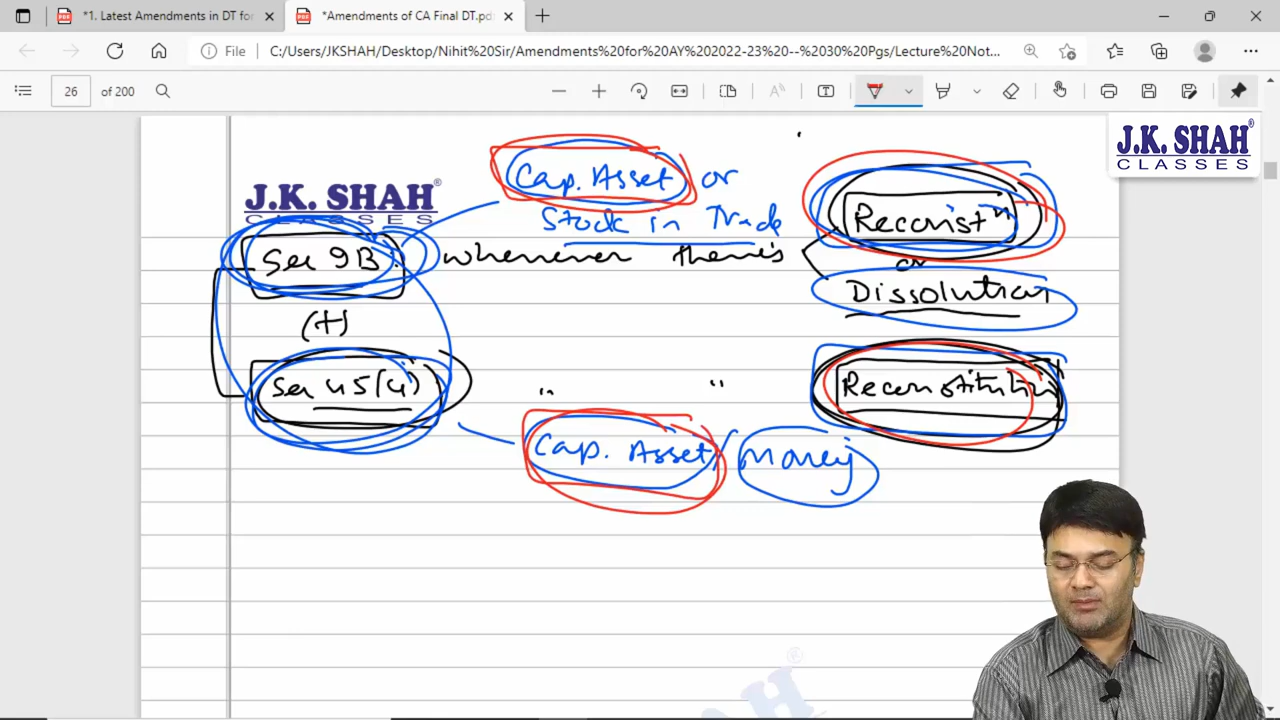 *1. Latest Amendments in DT for
*Amendments of CA Final DT.pdf
File
C:/Users/JKSHAH/Desktop/Nihit%20Sir/Amendments%20for%20AY%202022-23%20--%2030%20Pgs/Lecture%20Not...
26 of 200
J.K. SHAH®
CLASSES
J.K. SHAH
CLASSES
Cap. Asset or
Stock in Trade
Sec 9B whenever there's Reconistn
or
Dissolution
(+)
Sec 45(4) " " Reconstitution
Cap. Asset / Money